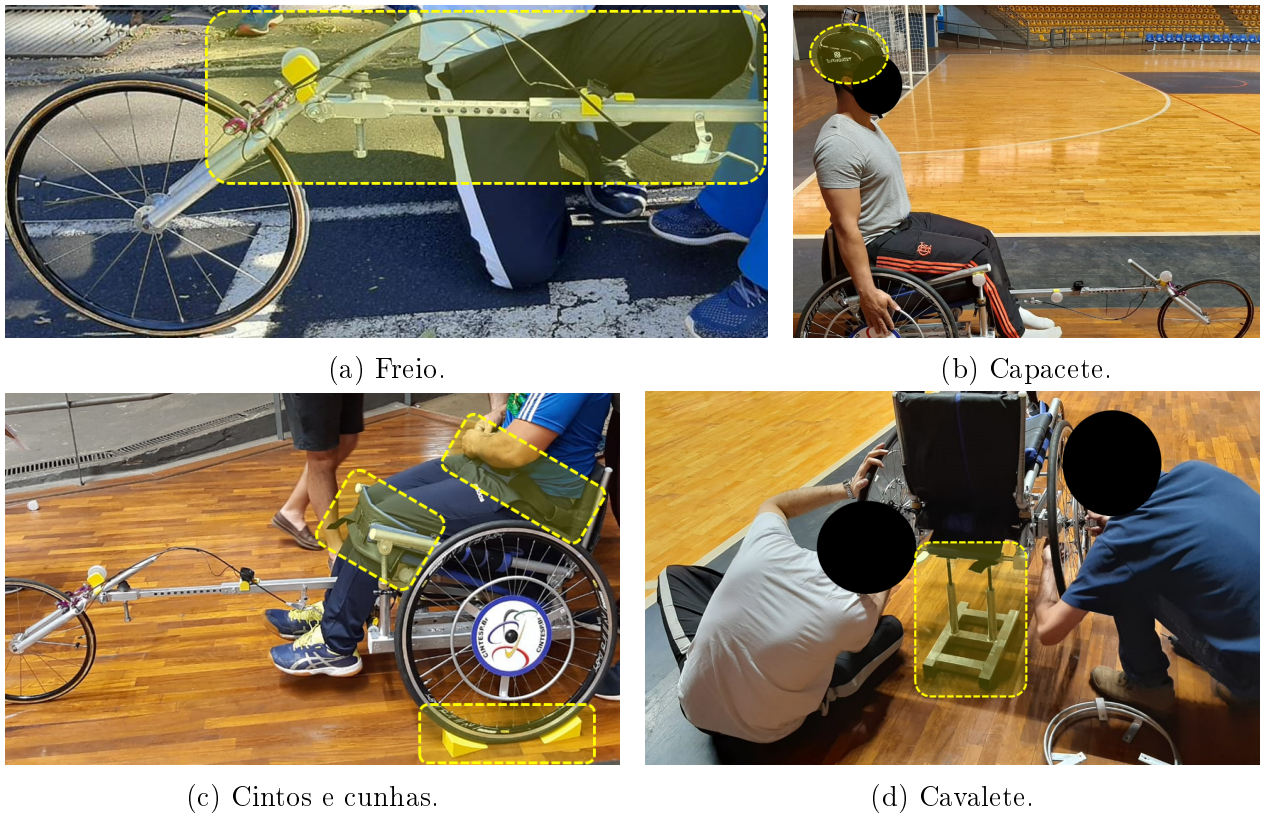 (a) Freio.
(b) Capacete.
CINTESP.Br
CINTESP.Br
(c) Cintos e cunhas.
(d) Cavalete.